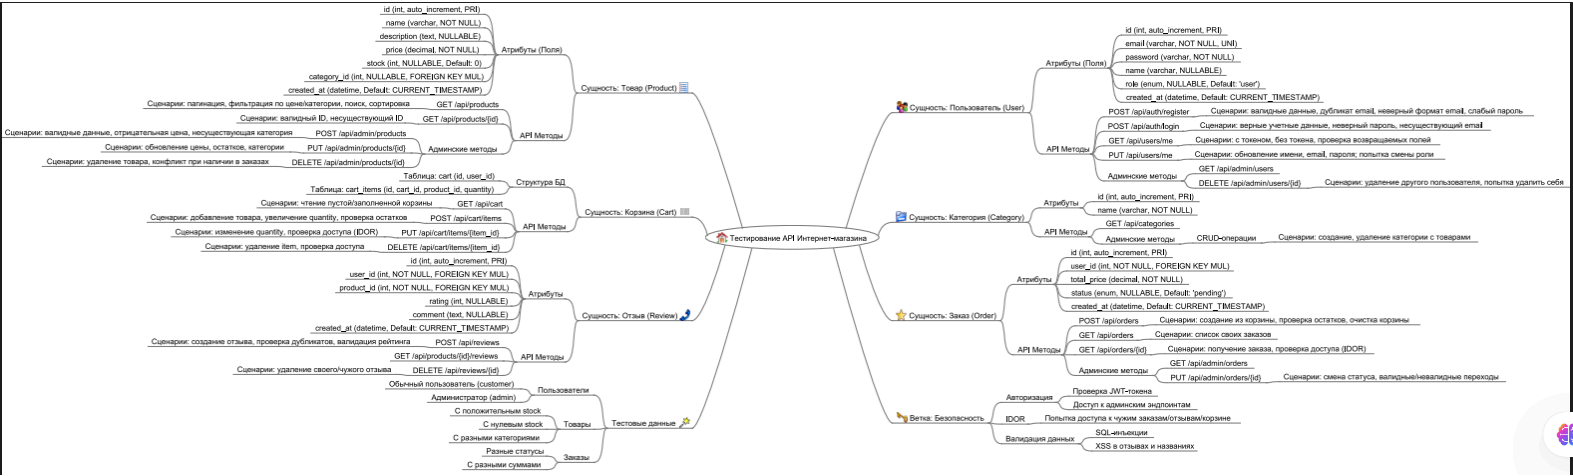 Тестирование API Интернет-магазина
Сущность: Товар (Product)
Атрибуты (Поля)
id (int, auto_increment, PRI)
name (varchar, NOT NULL)
description (text, NULLABLE)
price (decimal, NOT NULL)
stock (int, NULLABLE, Default: 0)
category_id (int, NULLABLE, FOREIGN KEY MUL)
created_at (datetime, Default: CURRENT_TIMESTAMP)
API Методы
GET /api/products
Сценарии: пагинация, фильтрация по цене/категории, поиск, сортировка
GET /api/products/{id}
Сценарии: валидный ID, несуществующий ID
Админские методы
POST /api/admin/products
Сценарии: валидные данные, отрицательная цена, несуществующая категория
PUT /api/admin/products/{id}
Сценарии: обновление цены, остатков, категории
DELETE /api/admin/products/{id}
Сценарии: удаление товара, конфликт при наличии в заказах
Сущность: Корзина (Cart)
Структура БД
Таблица: cart (id, user_id)
Таблица: cart_items (id, cart_id, product_id, quantity)
API Методы
GET /api/cart
Сценарии: чтение пустой/заполненной корзины
POST /api/cart/items
Сценарии: добавление товара, увеличение quantity, проверка остатков
PUT /api/cart/items/{item_id}
Сценарии: изменение quantity, проверка доступа (IDOR)
DELETE /api/cart/items/{item_id}
Сценарии: удаление item, проверка доступа
Сущность: Отзыв (Review)
Атрибуты
id (int, auto_increment, PRI)
user_id (int, NOT NULL, FOREIGN KEY MUL)
product_id (int, NOT NULL, FOREIGN KEY MUL)
rating (int, NULLABLE)
comment (text, NULLABLE)
created_at (datetime, Default: CURRENT_TIMESTAMP)
API Методы
POST /api/reviews
Сценарии: создание отзыва, проверка дубликатов, валидация рейтинга
GET /api/products/{id}/reviews
DELETE /api/reviews/{id}
Сценарии: удаление своего/чужого отзыва
Тестовые данные
Пользователи
Обычный пользователь (customer)
Администратор (admin)
Товары
С положительным stock
С нулевым stock
С разными категориями
Заказы
Разные статусы
С разными суммами
Сущность: Пользователь (User)
Атрибуты (Поля)
id (int, auto_increment, PRI)
email (varchar, NOT NULL, UNI)
password (varchar, NOT NULL)
name (varchar, NULLABLE)
role (enum, NULLABLE, Default: 'user')
created_at (datetime, Default: CURRENT_TIMESTAMP)
API Методы
POST /api/auth/register
Сценарии: валидные данные, дубликат email, неверный формат email, слабый пароль
POST /api/auth/login
Сценарии: верные учетные данные, неверный пароль, несуществующий email
GET /api/users/me
Сценарии: с токеном, без токена, проверка возвращаемых полей
PUT /api/users/me
Сценарии: обновление имени, email, пароля; попытка смены роли
Админские методы
GET /api/admin/users
DELETE /api/admin/users/{id}
Сценарии: удаление другого пользователя, попытка удалить себя
Сущность: Категория (Category)
Атрибуты
id (int, auto_increment, PRI)
name (varchar, NOT NULL)
API Методы
GET /api/categories
Админские методы
CRUD-операции
Сценарии: создание, удаление категории с товарами
Сущность: Заказ (Order)
Атрибуты
id (int, auto_increment, PRI)
user_id (int, NOT NULL, FOREIGN KEY MUL)
total_price (decimal, NOT NULL)
status (enum, NULLABLE, Default: 'pending')
created_at (datetime, Default: CURRENT_TIMESTAMP)
API Методы
POST /api/orders
Сценарии: создание из корзины, проверка остатков, очистка корзины
GET /api/orders
Сценарии: список своих заказов
GET /api/orders/{id}
Сценарии: получение заказа, проверка доступа (IDOR)
Админские методы
GET /api/admin/orders
PUT /api/admin/orders/{id}
Сценарии: смена статуса, валидные/невалидные переходы
Ветка: Безопасность
Авторизация
Проверка JWT-токена
Доступ к админским эндпоинтам
IDOR
Попытка доступа к чужим заказам/отзывам/корзине
Валидация данных
SQL-инъекции
XSS в отзывах и названиях